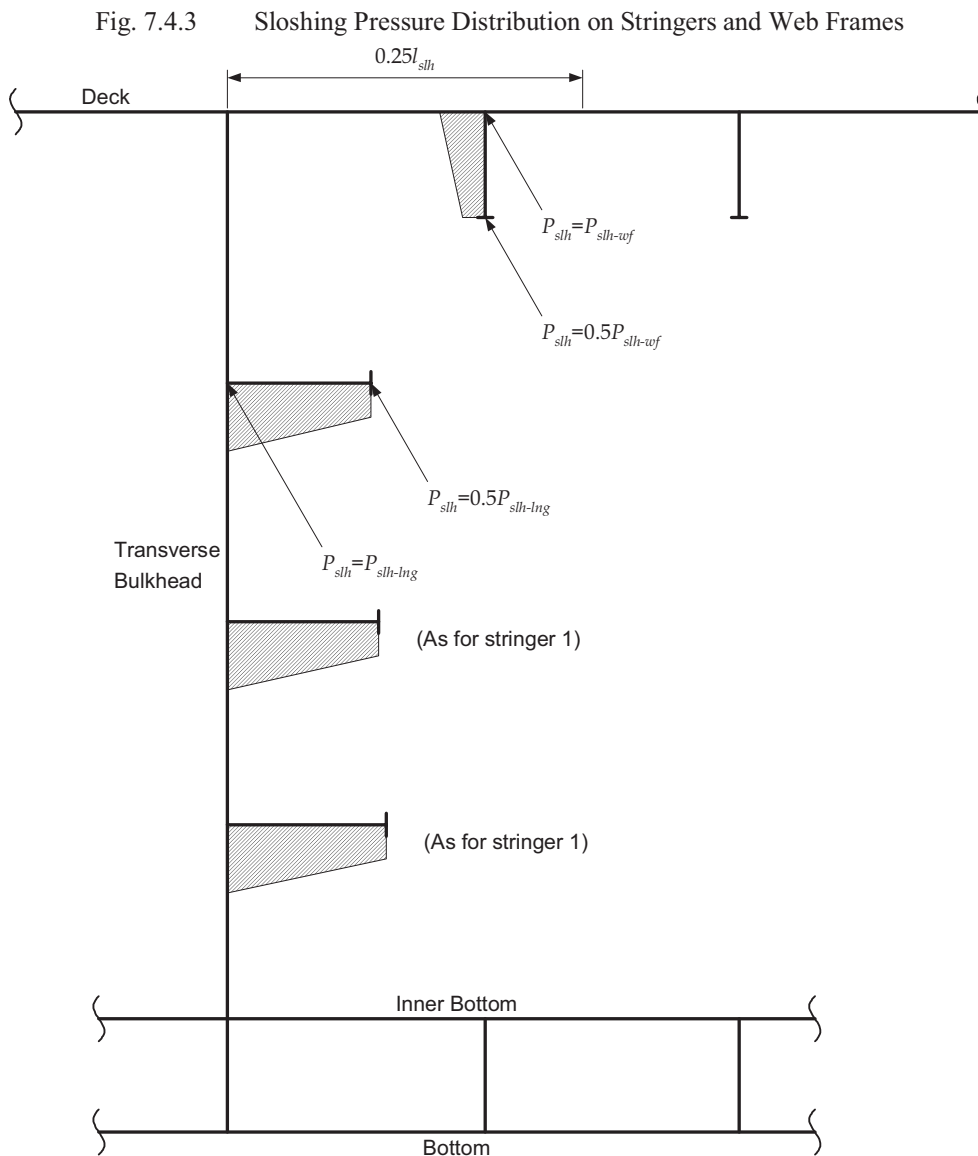 Fig. 7.4.3 Sloshing Pressure Distribution on Stringers and Web Frames
0.25l_slh
Deck
P_slh=P_slh-wf
P_slh=0.5P_slh-wf
P_slh=0.5P_slh-lng
Transverse
Bulkhead
P_slh=P_slh-lng
(As for stringer 1)
(As for stringer 1)
Inner Bottom
Bottom